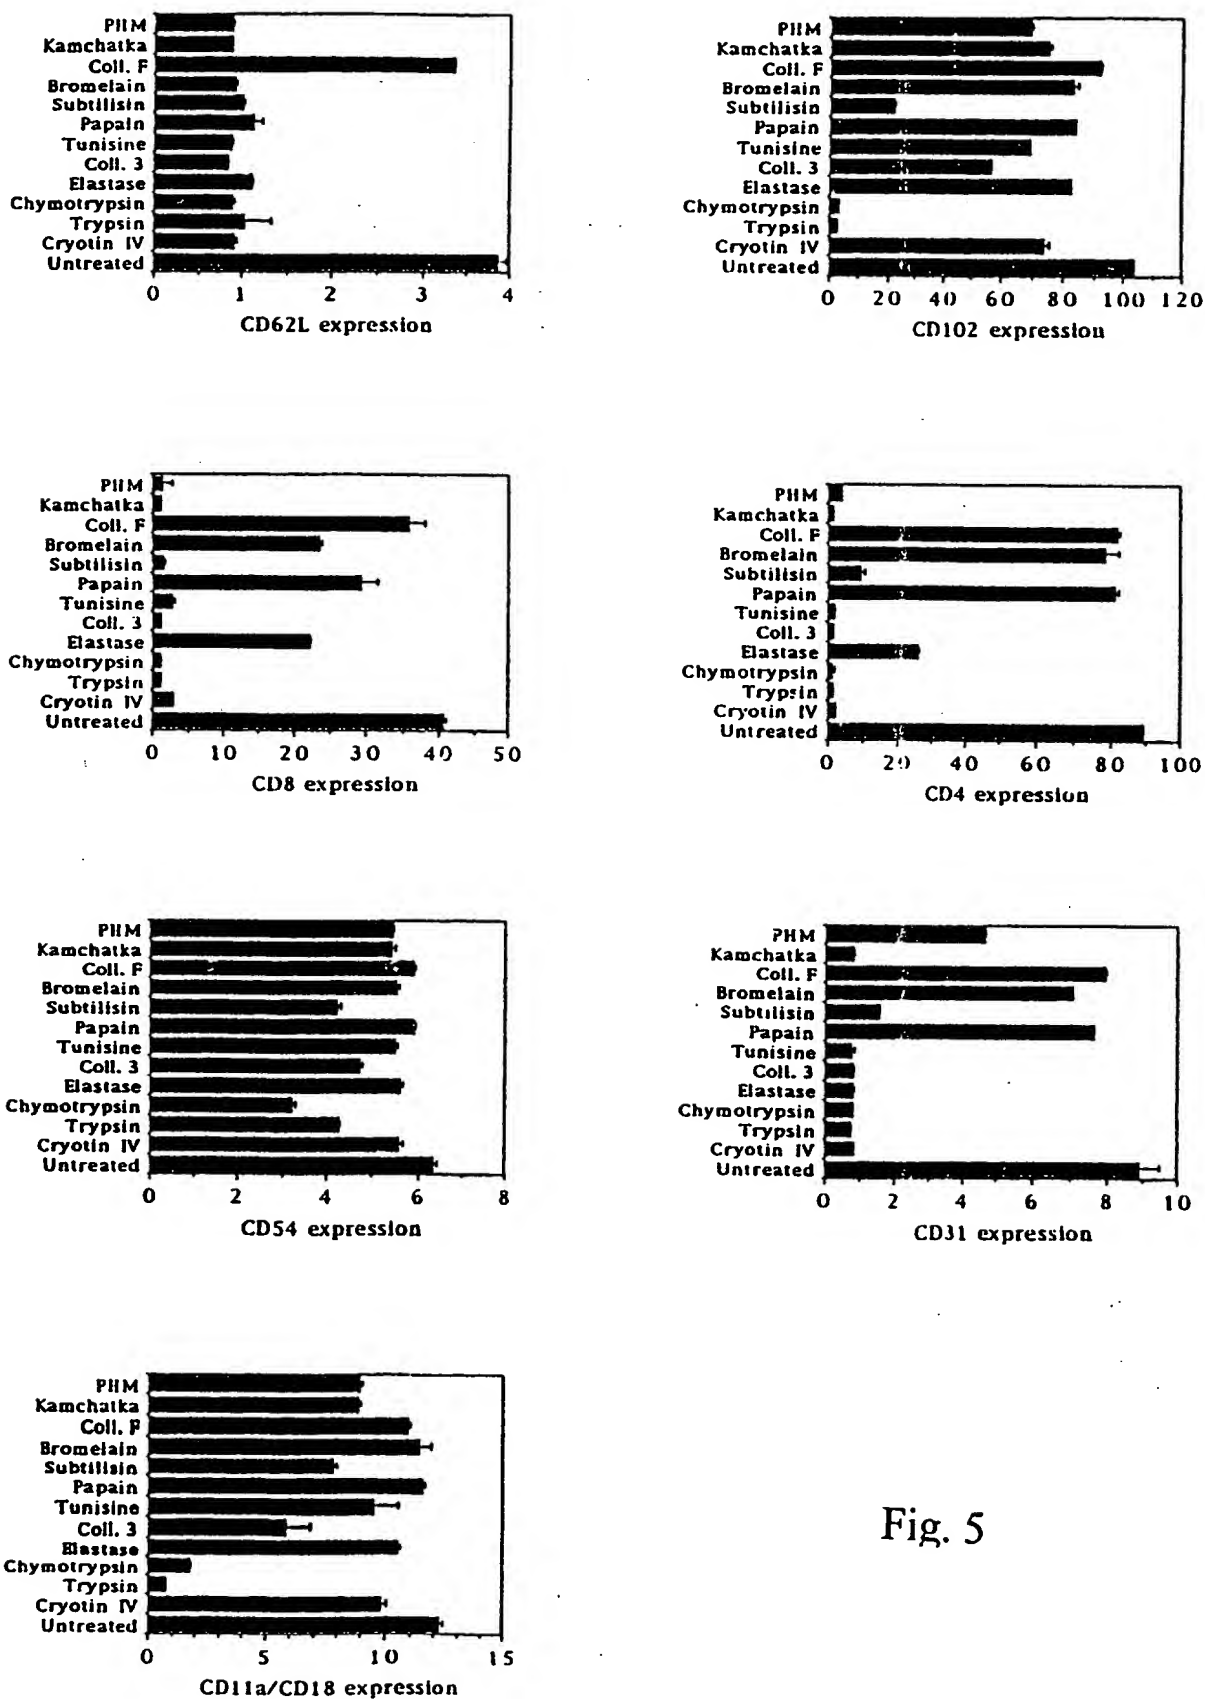 PHM
Kamchatka
Coll. F
Bromelain
Subtilisin
Papain
Tunisine
Coll. 3
Elastase
Chymotrypsin
Trypsin
Cryotin IV
Untreated
0 1 2 3 4
CD62L expression
PHM
Kamchatka
Coll. F
Bromelain
Subtilisin
Papain
Tunisine
Coll. 3
Elastase
Chymotrypsin
Trypsin
Cryotin IV
Untreated
0 20 40 60 80 100 120
CD102 expression
PHM
Kamchatka
Coll. F
Bromelain
Subtilisin
Papain
Tunisine
Coll. 3
Elastase
Chymotrypsin
Trypsin
Cryotin IV
Untreated
0 10 20 30 40 50
CD8 expression
PHM
Kamchatka
Coll. F
Bromelain
Subtilisin
Papain
Tunisine
Coll. 3
Elastase
Chymotrypsin
Trypsin
Cryotin IV
Untreated
0 20 40 60 80 100
CD4 expression
PHM
Kamchatka
Coll. F
Bromelain
Subtilisin
Papain
Tunisine
Coll. 3
Elastase
Chymotrypsin
Trypsin
Cryotin IV
Untreated
0 2 4 6 8
CD54 expression
PHM
Kamchatka
Coll. F
Bromelain
Subtilisin
Papain
Tunisine
Coll. 3
Elastase
Chymotrypsin
Trypsin
Cryotin IV
Untreated
0 2 4 6 8 10
CD31 expression
PHM
Kamchatka
Coll. F
Bromelain
Subtilisin
Papain
Tunisine
Coll. 3
Elastase
Chymotrypsin
Trypsin
Cryotin IV
Untreated
0 5 10 15
CD11a/CD18 expression
Fig. 5